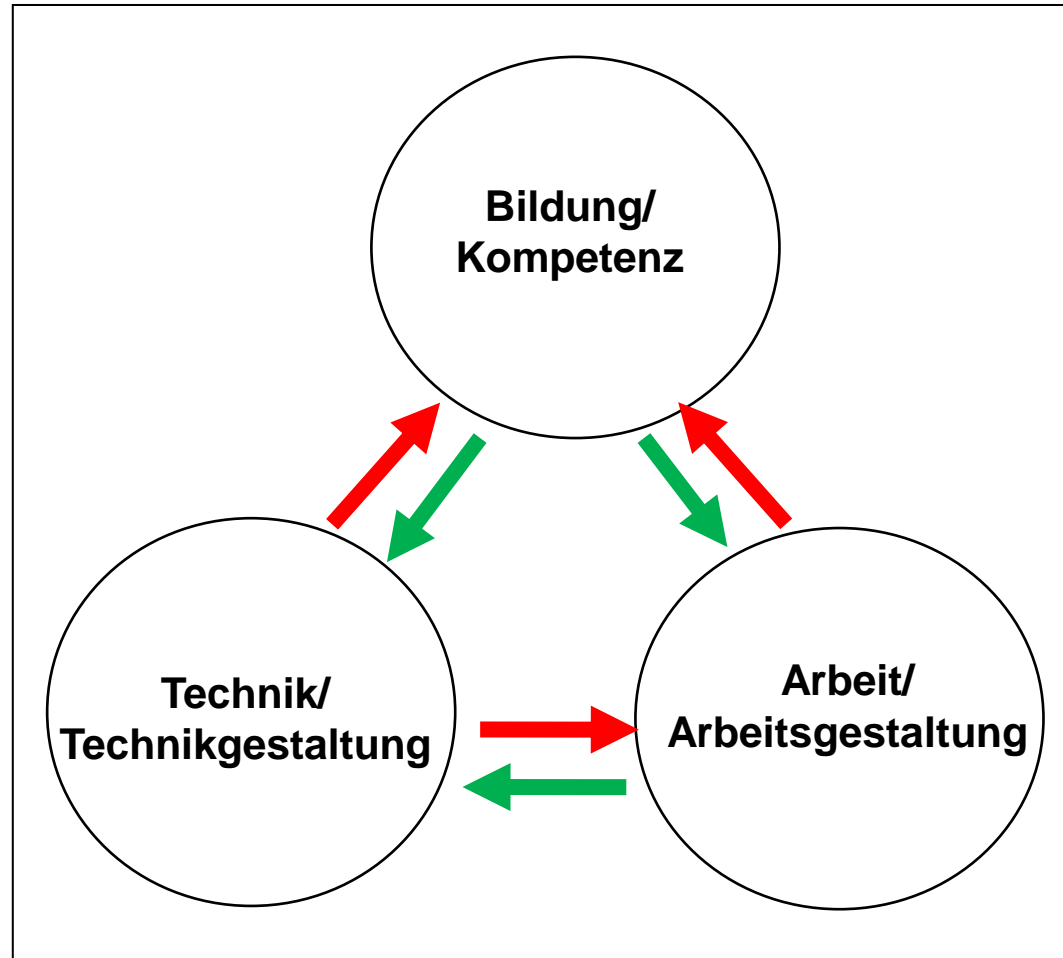 Bildung/
Kompetenz
Technik/
Technikgestaltung
Arbeit/
Arbeitsgestaltung